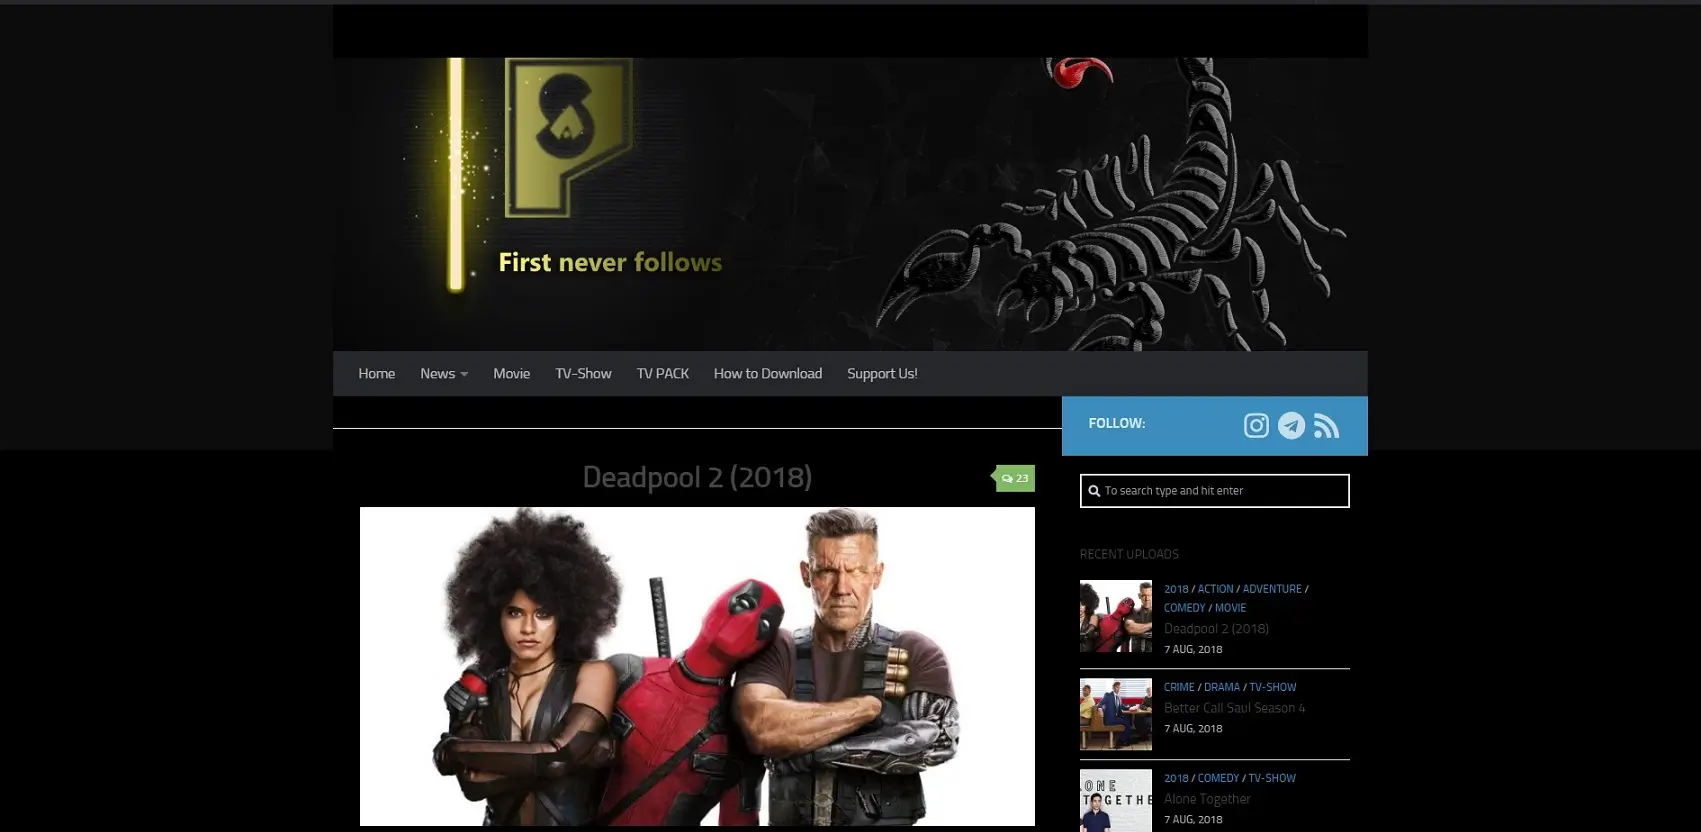 First never follows
Home News Movie TV-Show TV PACK How to Download Support Us!
FOLLOW:
Deadpool 2 (2018)
23
To search type and hit enter
RECENT UPLOADS
2018 / ACTION / ADVENTURE /
COMEDY / MOVIE
Deadpool 2 (2018)
7 AUG, 2018
CRIME / DRAMA / TV-SHOW
Better Call Saul Season 4
7 AUG, 2018
2018 / COMEDY / TV-SHOW
Alone Together
7 AUG, 2018